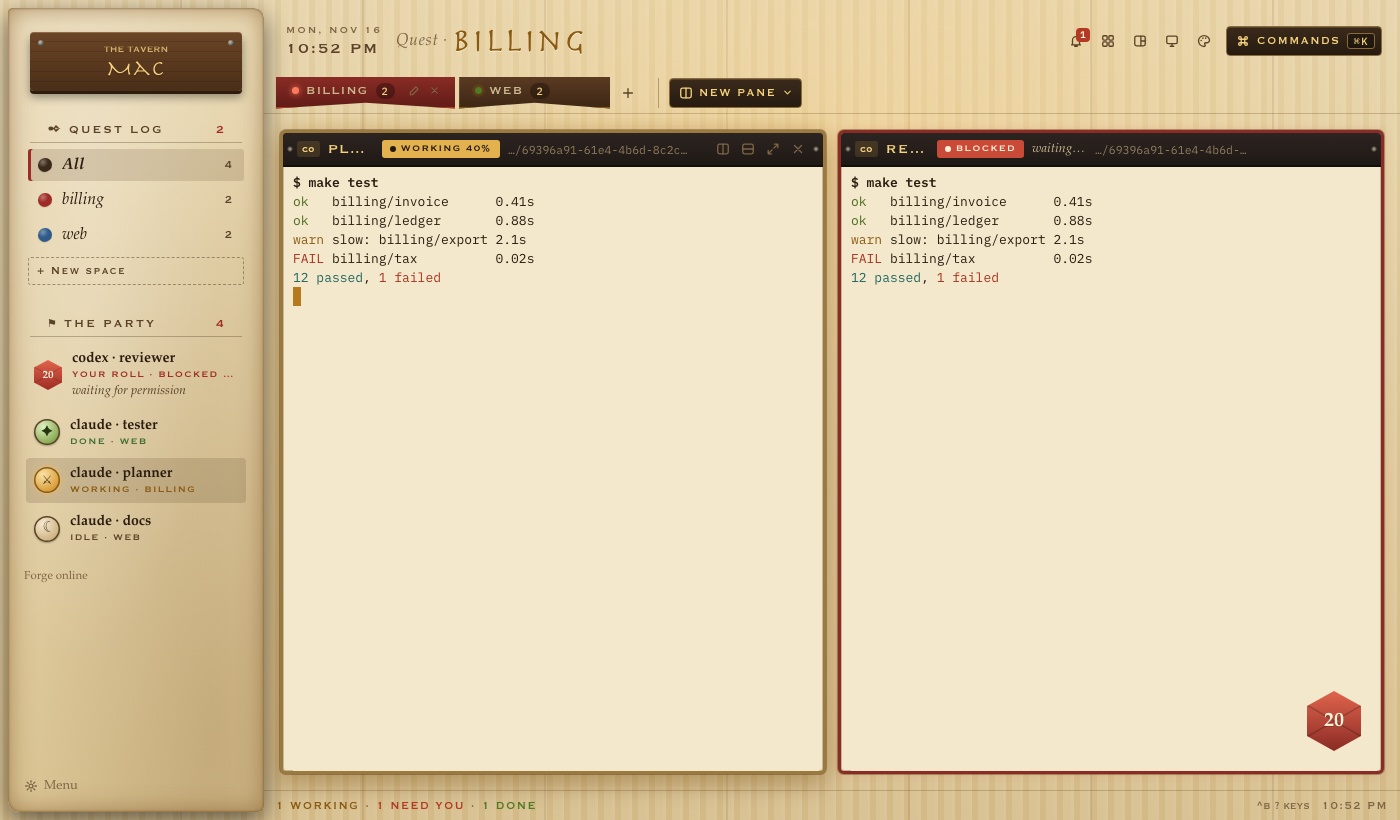 THE TAVERN
MAC
QUEST LOG 2
All 4
billing 2
web 2
+ NEW SPACE
THE PARTY 4
20
codex · reviewer
YOUR ROLL · BLOCKED …
waiting for permission
claude · tester
DONE · WEB
claude · planner
WORKING · BILLING
claude · docs
IDLE · WEB
Forge online
Menu
MON, NOV 16
10:52 PM
Quest · BILLING
1
⌘ COMMANDS ⌘K
BILLING 2
WEB 2
+
NEW PANE
co PL… WORKING 40% …/69396a91-61e4-4b6d-8c2c…
$ make test
ok billing/invoice 0.41s
ok billing/ledger 0.88s
warn slow: billing/export 2.1s
FAIL billing/tax 0.02s
12 passed, 1 failed
co RE… BLOCKED waiting… …/69396a91-61e4-4b6d-…
$ make test
ok billing/invoice 0.41s
ok billing/ledger 0.88s
warn slow: billing/export 2.1s
FAIL billing/tax 0.02s
12 passed, 1 failed
20
1 WORKING · 1 NEED YOU · 1 DONE
^B ? KEYS 10:52 PM